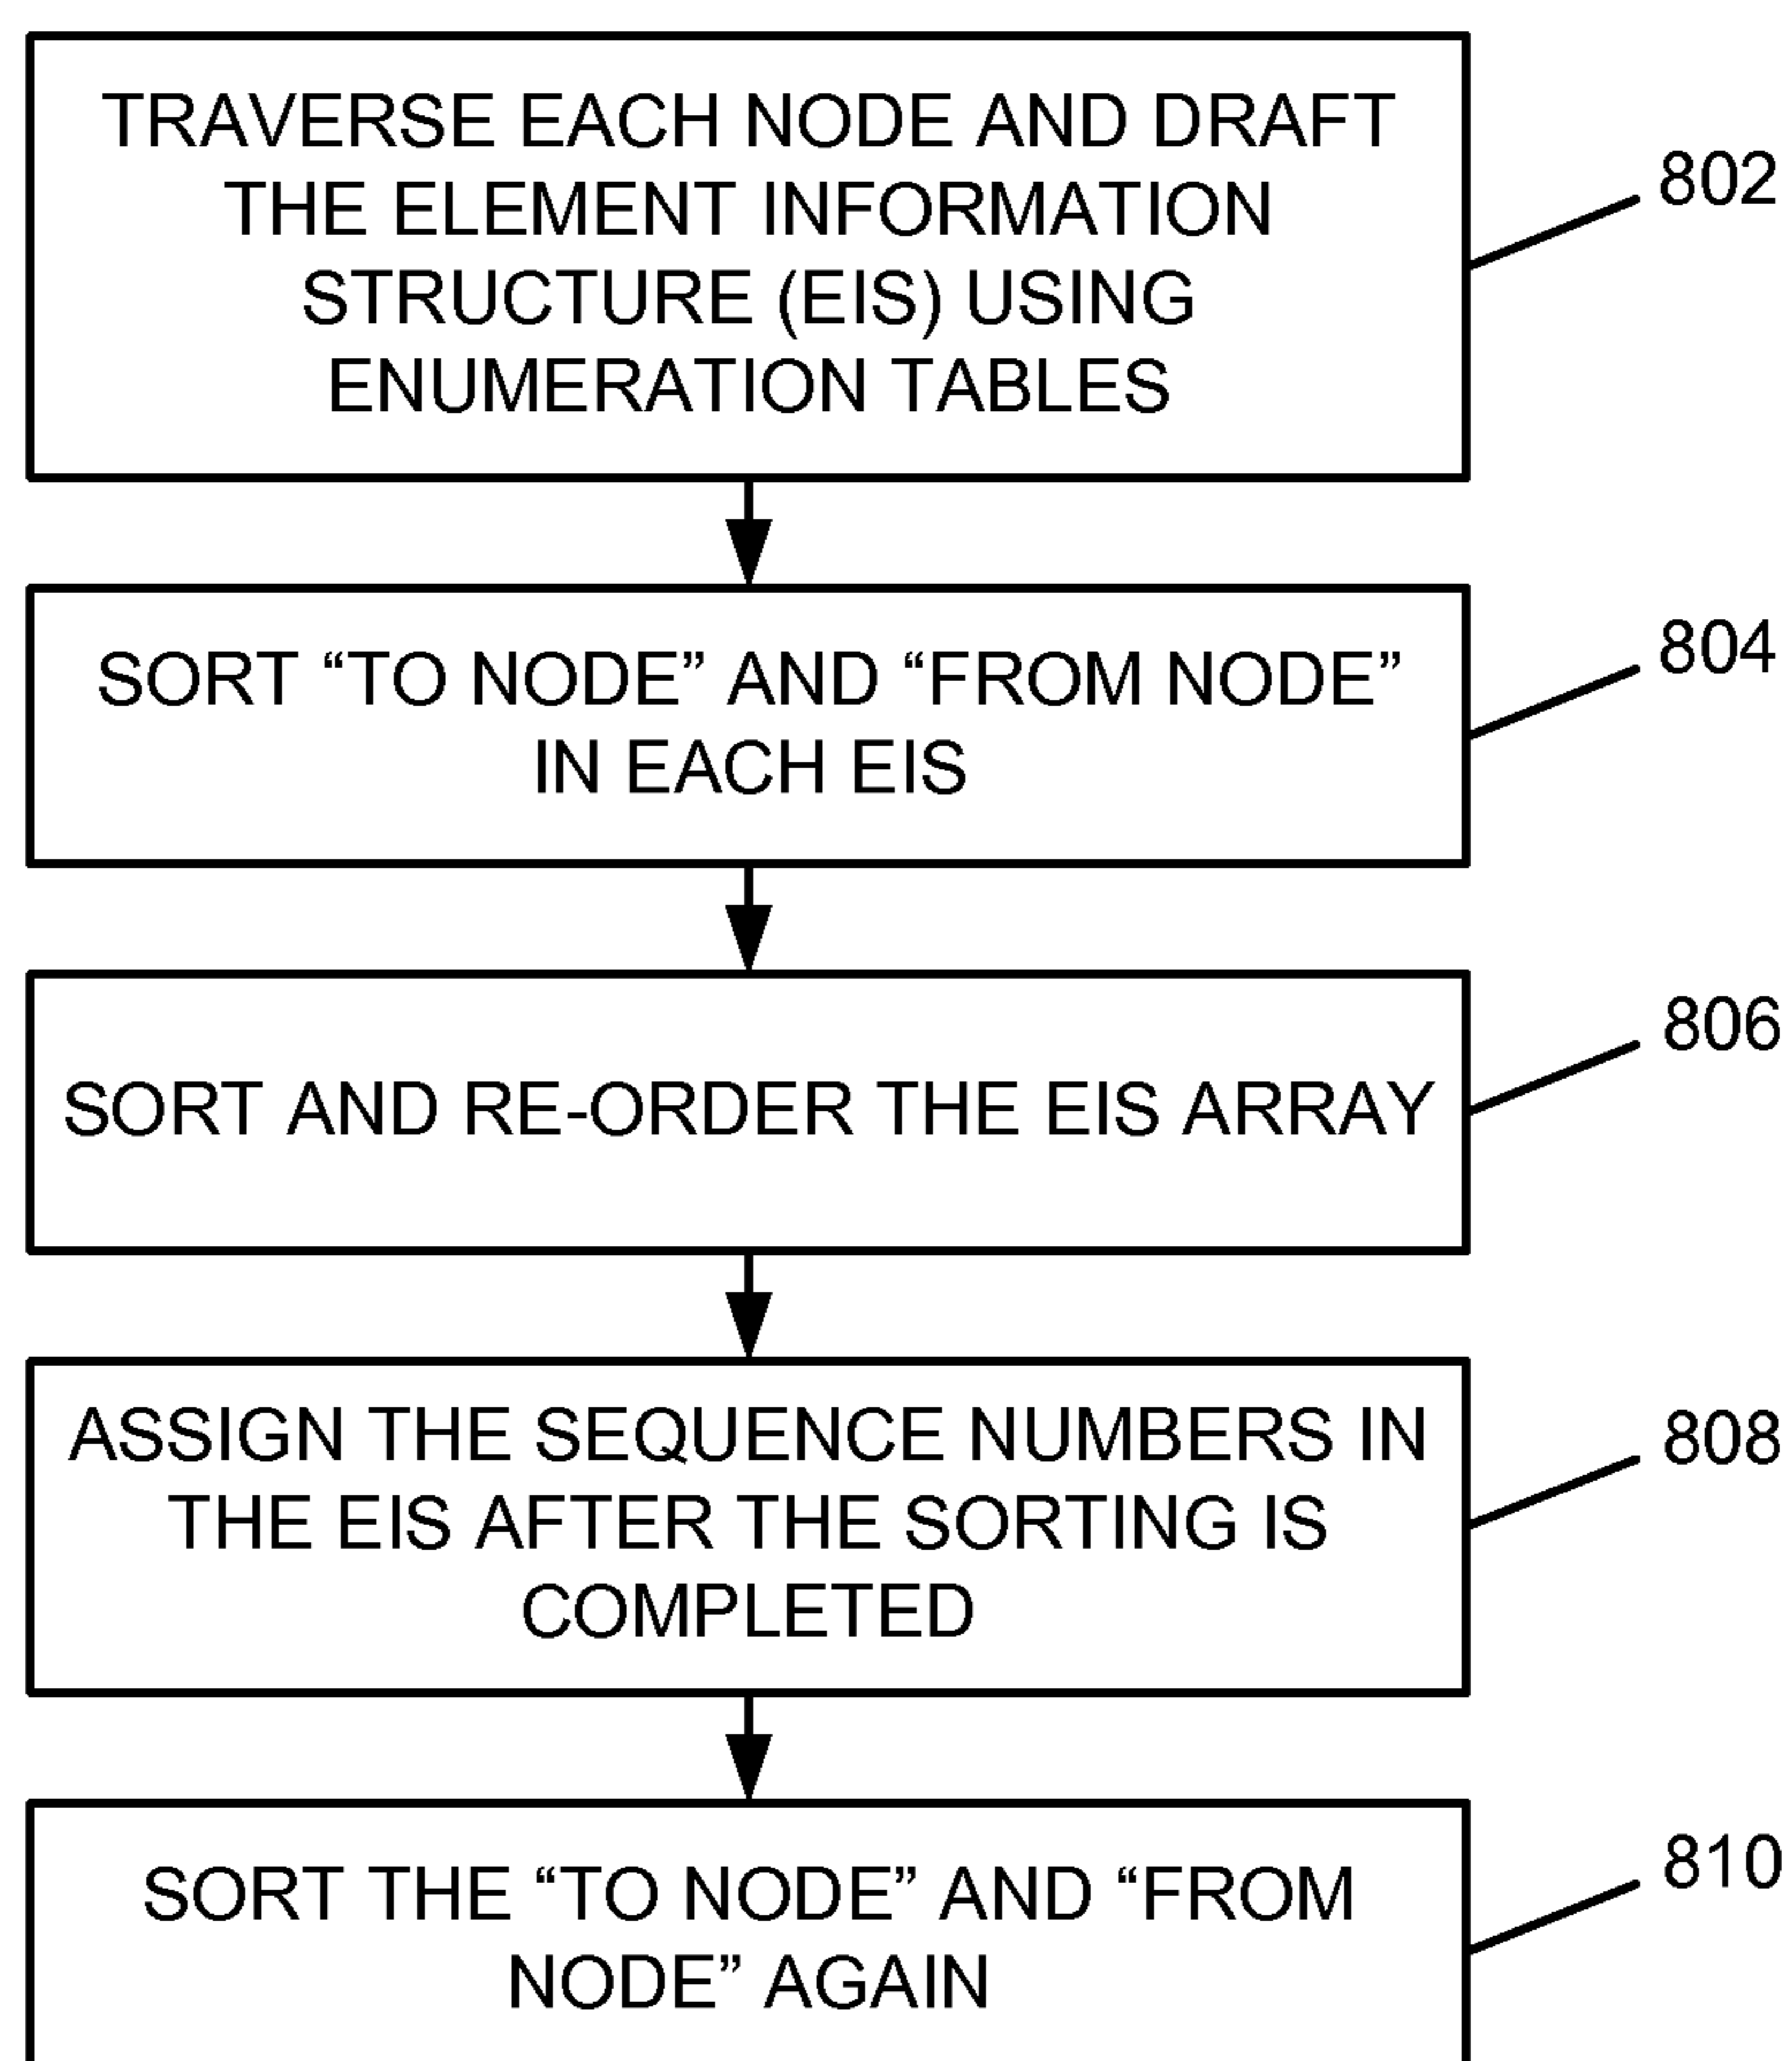 TRAVERSE EACH NODE AND DRAFT
THE ELEMENT INFORMATION
STRUCTURE (EIS) USING
ENUMERATION TABLES
802
SORT “TO NODE” AND “FROM NODE”
IN EACH EIS
804
SORT AND RE-ORDER THE EIS ARRAY
806
ASSIGN THE SEQUENCE NUMBERS IN
THE EIS AFTER THE SORTING IS
COMPLETED
808
SORT THE “TO NODE” AND “FROM
NODE” AGAIN
810